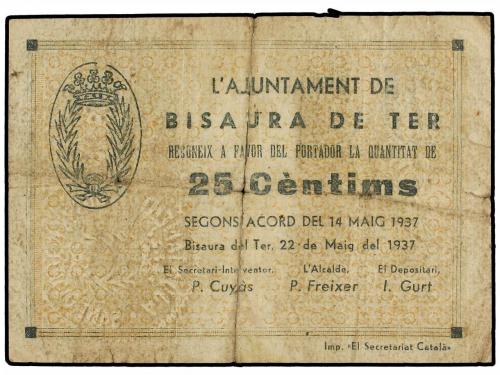 L'AJUNTAMENT DE
BISAURA DE TER
RECONEIX A FAVOR DEL PORTADOR LA QUANTITAT DE
25 Cèntims
SEGONS ACORD DEL 14 MAIG 1937
Bisaura del Ter, 22 de Maig del 1937
El Secretari-Interventor, L'Alcalde, El Depositari,
P. Cuyàs P. Freixer I. Gurt
Imp. «El Secretariat Català»